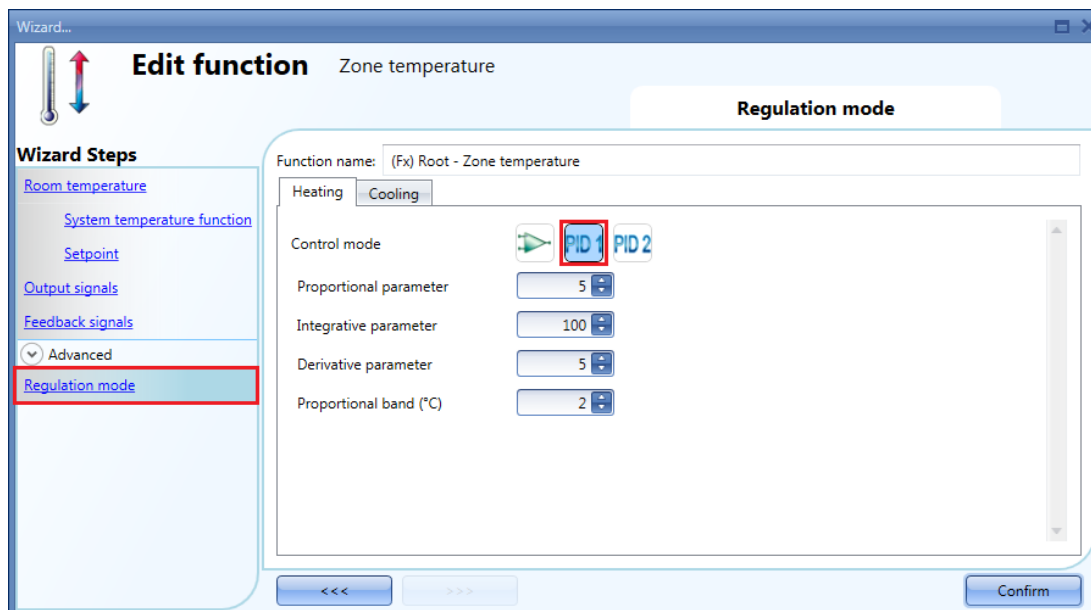 Wizard...
Edit function Zone temperature
Regulation mode
Wizard Steps
Room temperature
System temperature function
Setpoint
Output signals
Feedback signals
Advanced
Regulation mode
Function name: (Fx) Root - Zone temperature
Heating Cooling
Control mode PID 1 PID 2
Proportional parameter 5
Integrative parameter 100
Derivative parameter 5
Proportional band (°C) 2
<<< >>> Confirm